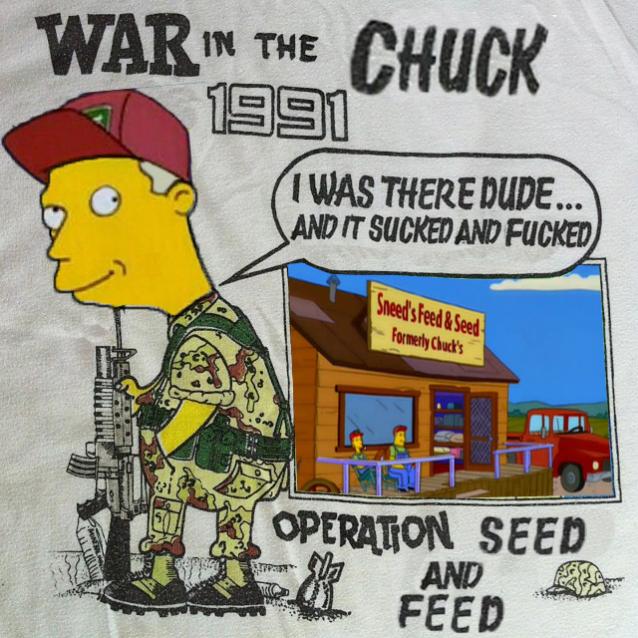 WAR IN THE CHUCK
1991
I WAS THERE DUDE...
AND IT SUCKED AND FUCKED
Sneed's Feed & Seed
Formerly Chuck's
OPERATION SEED
AND
FEED